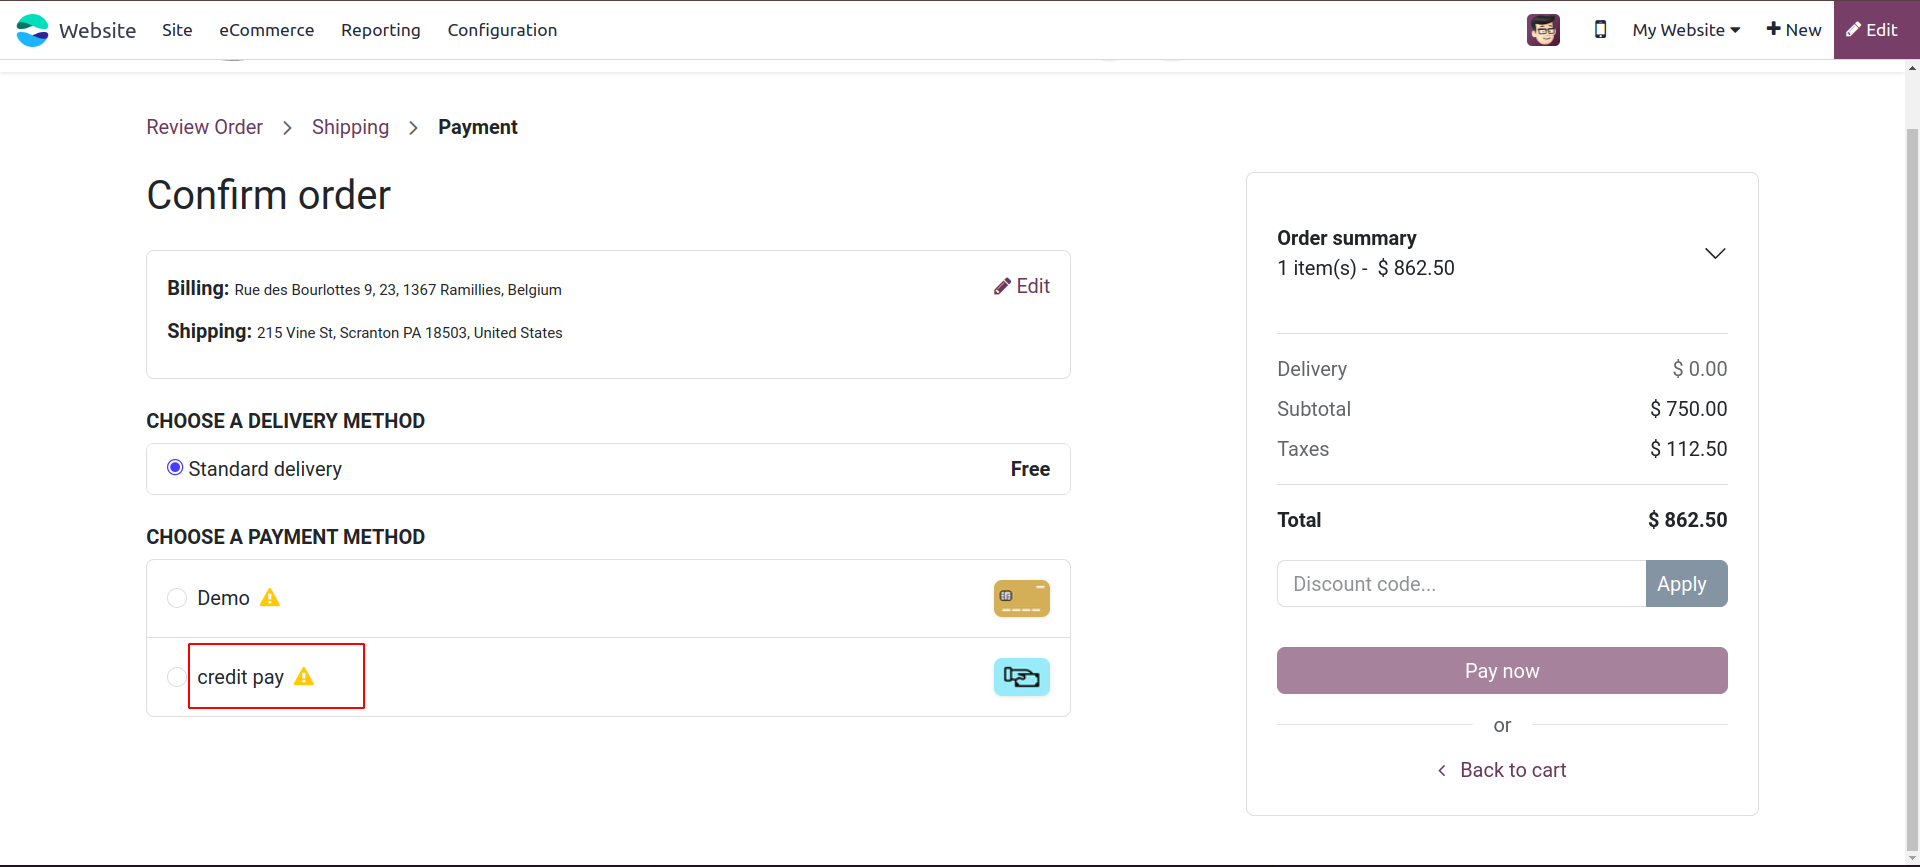 Website Site eCommerce Reporting Configuration My Website New Edit
Review Order Shipping Payment
Confirm order
Billing: Rue des Bourlottes 9, 23, 1367 Ramillies, Belgium Edit
Shipping: 215 Vine St, Scranton PA 18503, United States
CHOOSE A DELIVERY METHOD
Standard delivery Free
CHOOSE A PAYMENT METHOD
Demo
credit pay
Order summary
1 item(s) - $ 862.50
Delivery $ 0.00
Subtotal $ 750.00
Taxes $ 112.50
Total $ 862.50
Discount code... Apply
Pay now
or
Back to cart